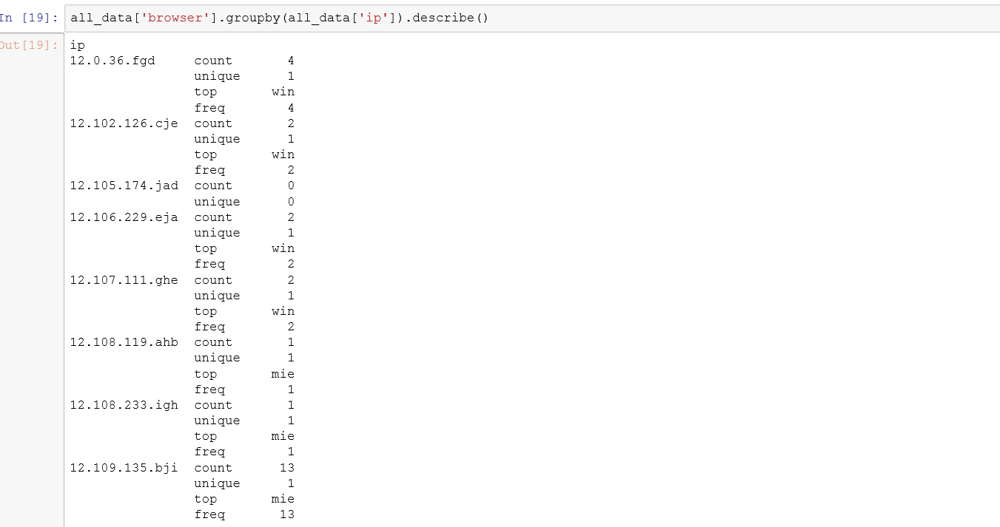 In [19]: all_data['browser'].groupby(all_data['ip']).describe()
Out[19]: ip
12.0.36.fgd count 4
unique 1
top win
freq 4
12.102.126.cje count 2
unique 1
top win
freq 2
12.105.174.jad count 0
unique 0
12.106.229.eja count 2
unique 1
top win
freq 2
12.107.111.ghe count 2
unique 1
top win
freq 2
12.108.119.ahb count 1
unique 1
top mie
freq 1
12.108.233.igh count 1
unique 1
top mie
freq 1
12.109.135.bji count 13
unique 1
top mie
freq 13